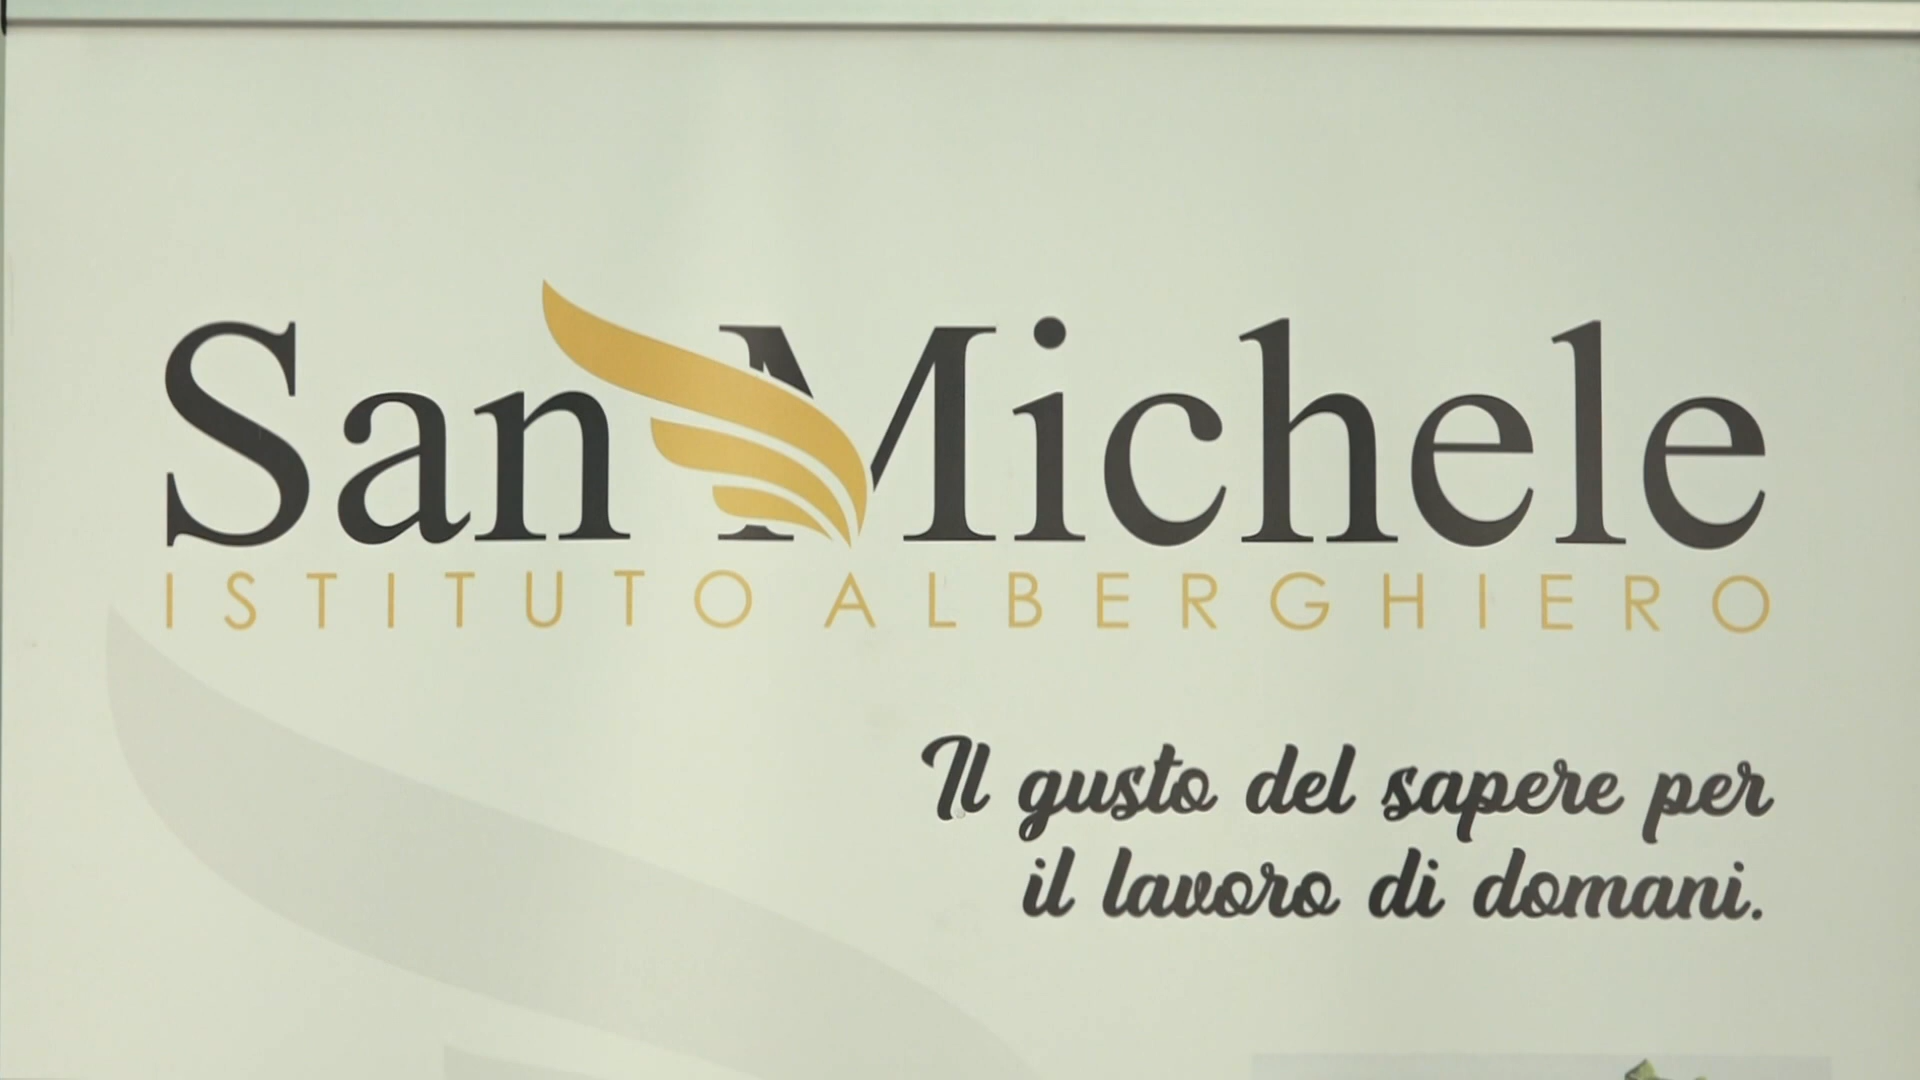 San Michele
ISTITUTO ALBERGHIERO
Il gusto del sapere per
il lavoro di domani.